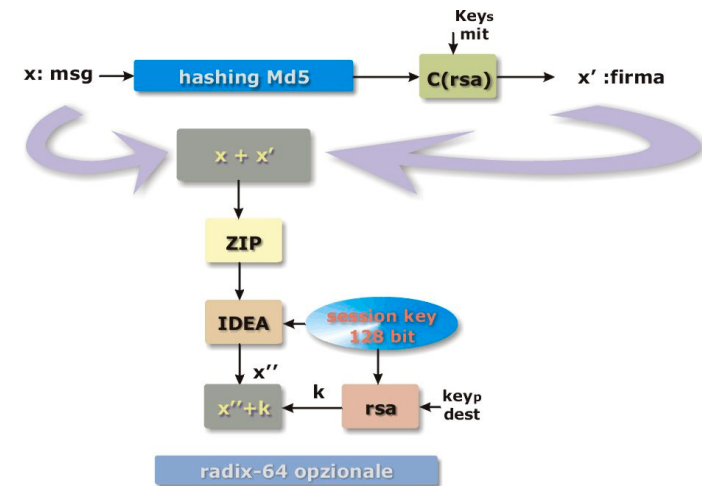 Keys
mit
x: msg
hashing Md5
C(rsa)
x' :firma
x + x'
ZIP
IDEA
session key
128 bit
x''
k
x''+k
rsa
keyp
dest
radix-64 opzionale